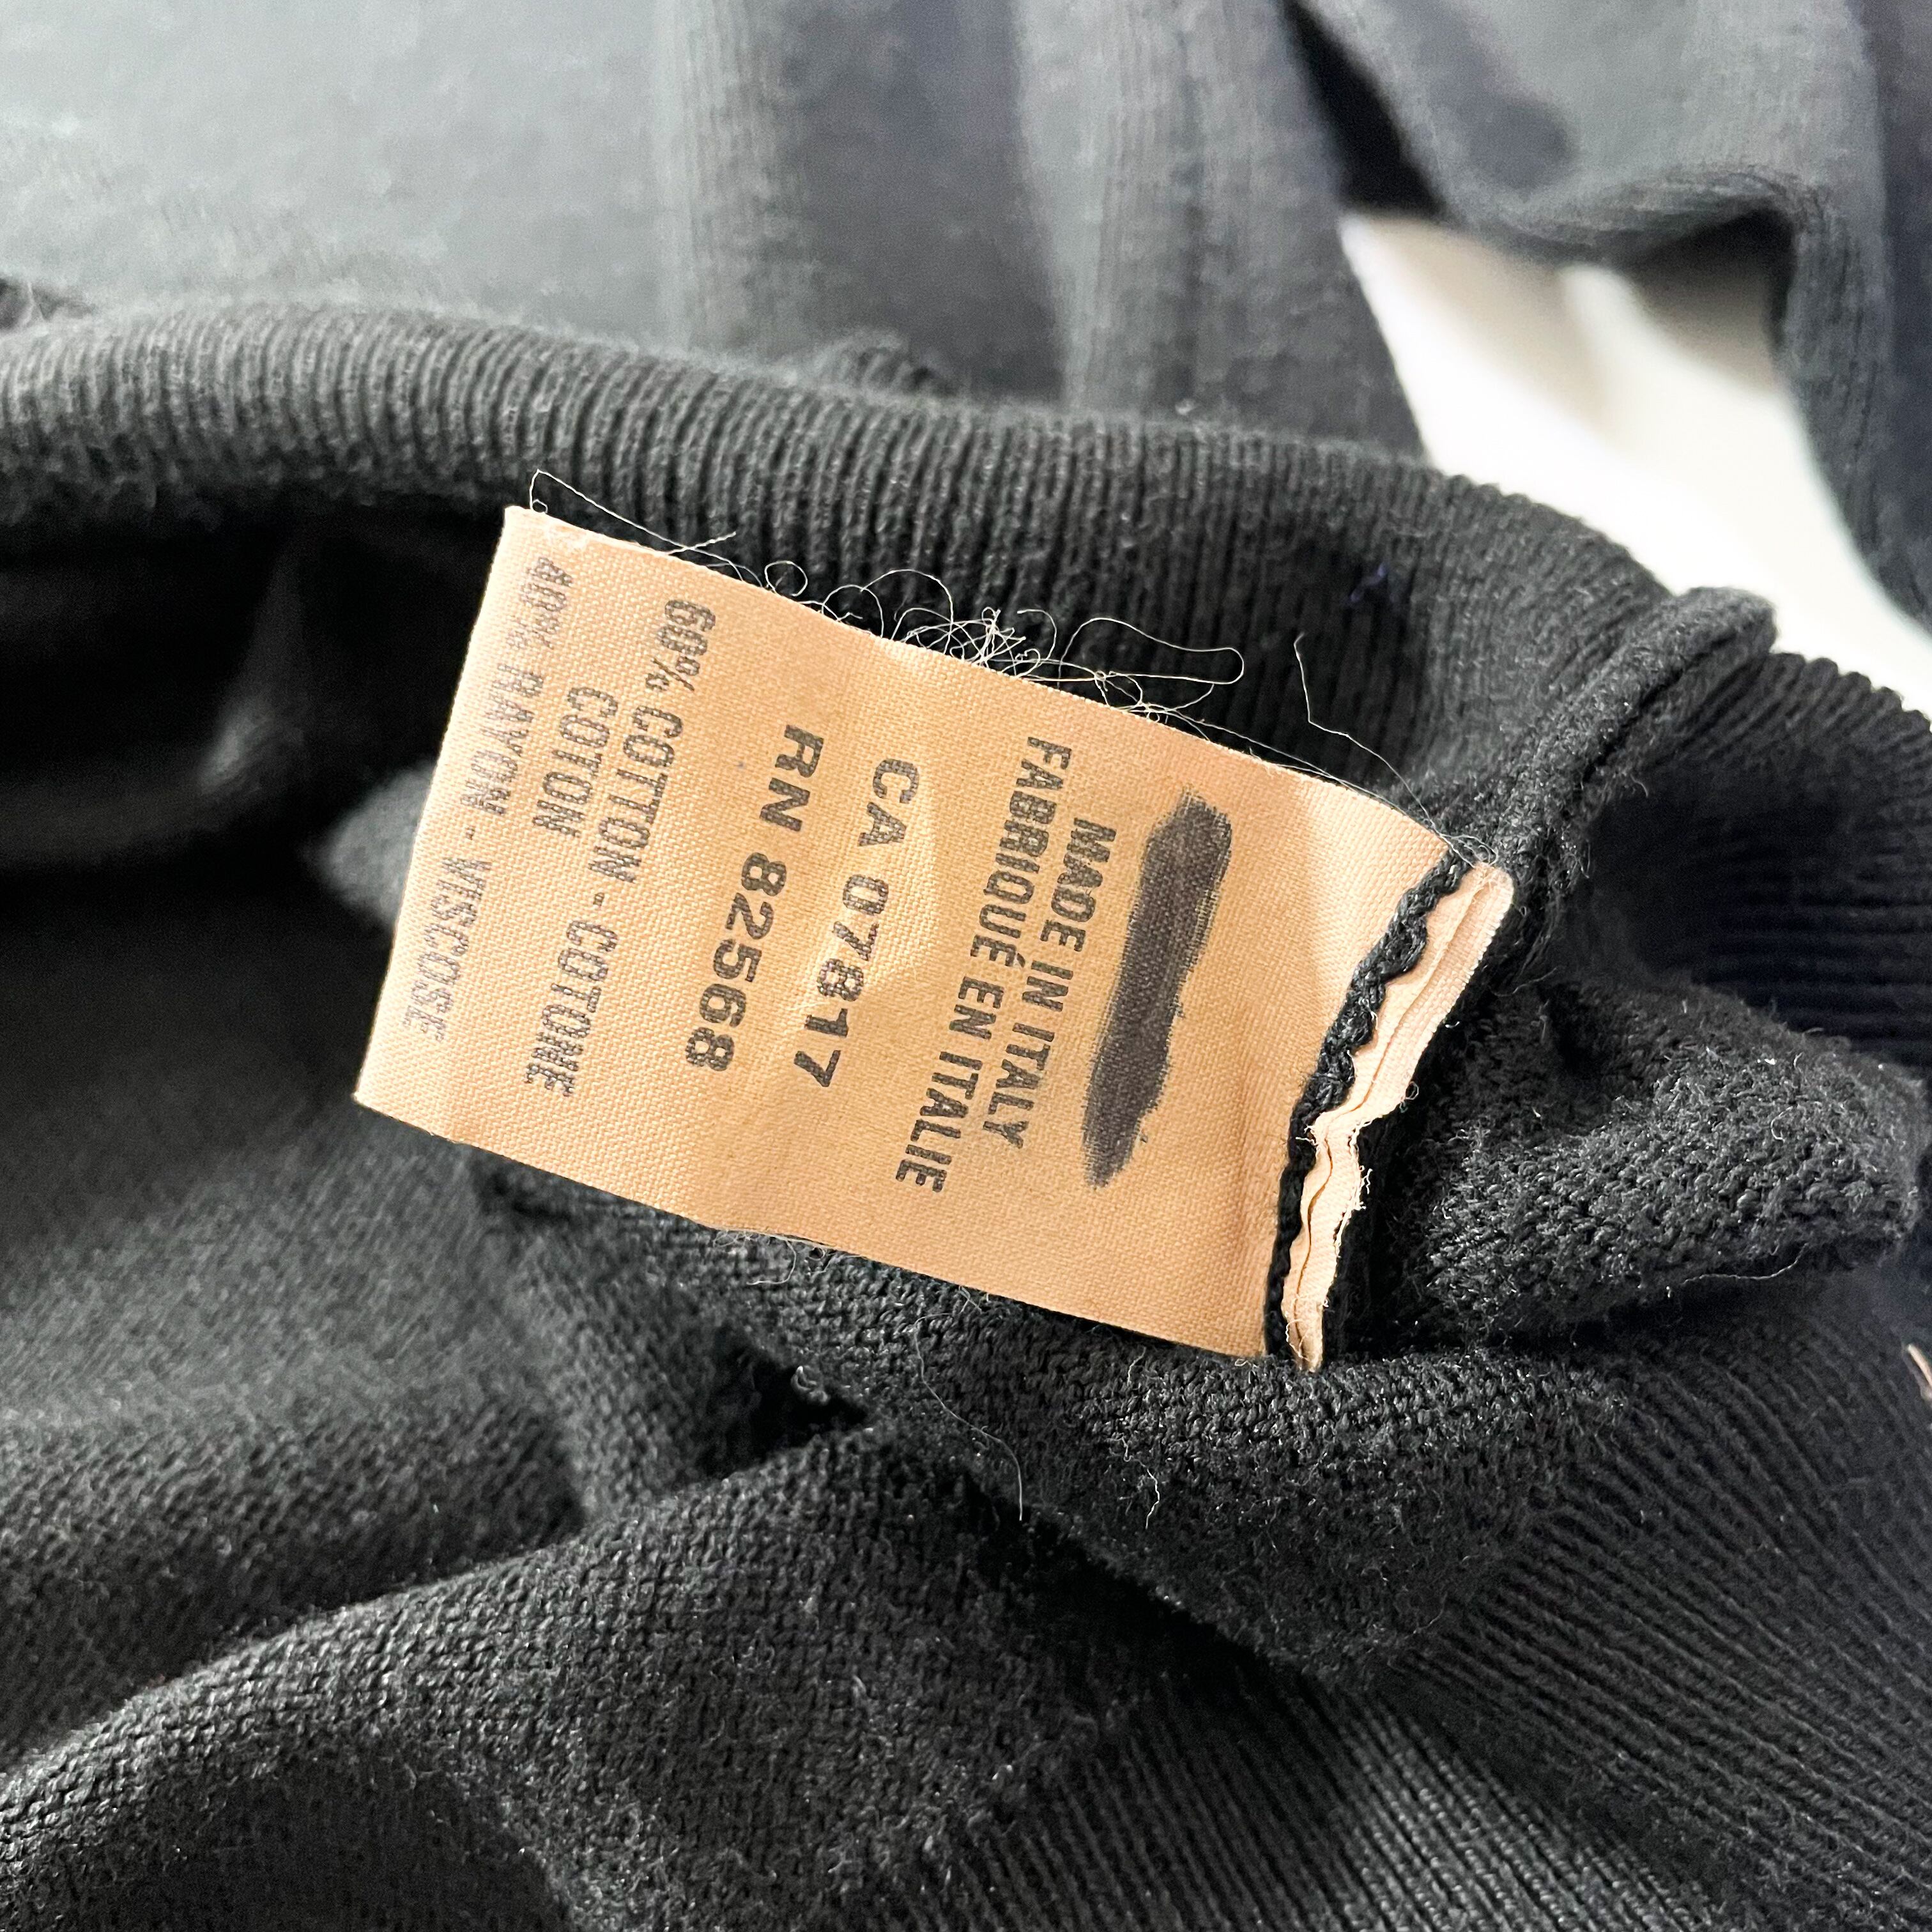 MADE IN ITALY
FABRIQUÉ EN ITALIE
CA 07817
RN 82568
60% COTTON - COTONE
COTON
40% RAYON - VISCOSE